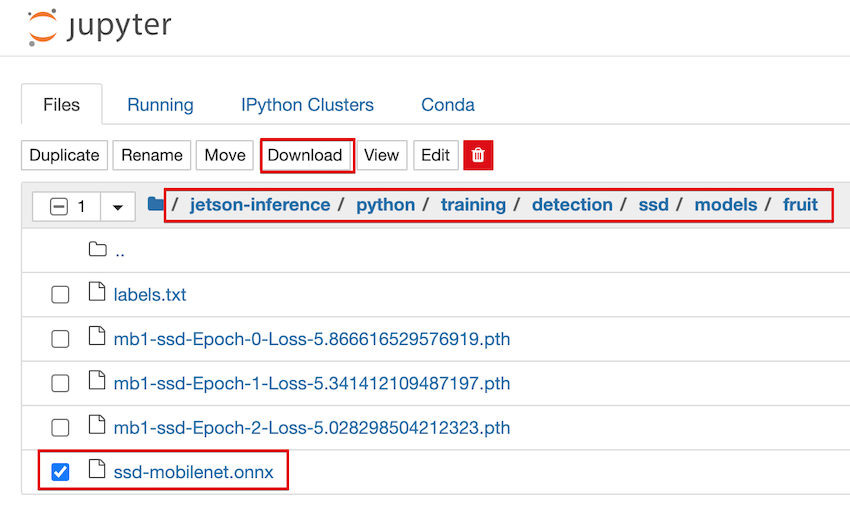 jupyter
Files Running IPython Clusters Conda
Duplicate Rename Move Download View Edit
1 / jetson-inference / python / training / detection / ssd / models / fruit
..
labels.txt
mb1-ssd-Epoch-0-Loss-5.866616529576919.pth
mb1-ssd-Epoch-1-Loss-5.341412109487197.pth
mb1-ssd-Epoch-2-Loss-5.028298504212323.pth
ssd-mobilenet.onnx